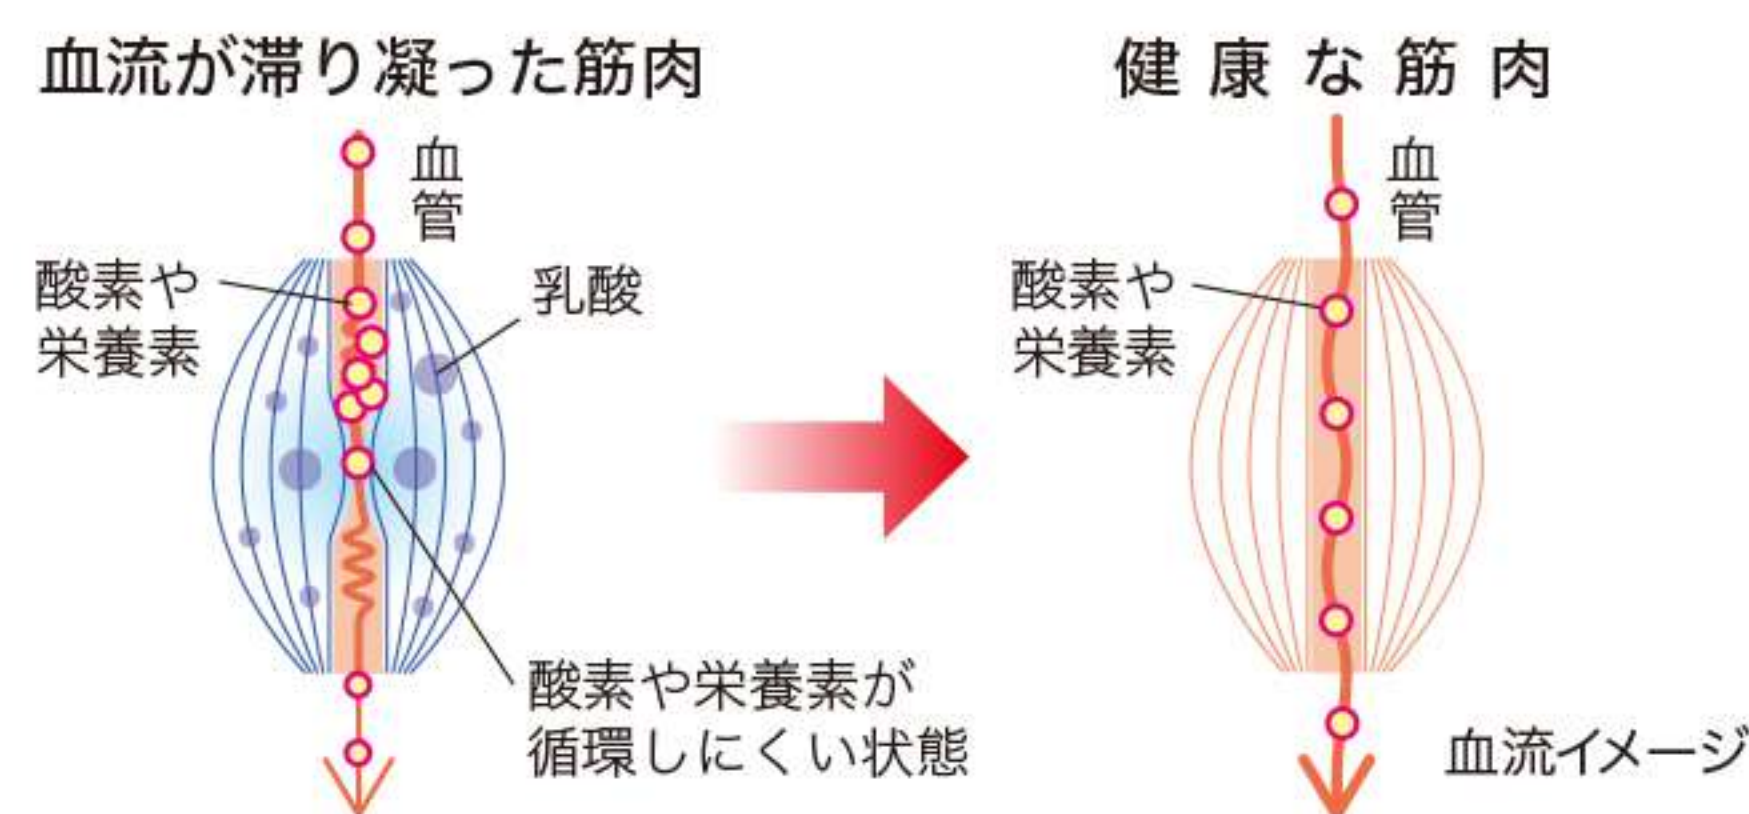 血流が滞り凝った筋肉
血管
酸素や
栄養素
乳酸
酸素や栄養素が
循環しにくい状態
健康な筋肉
血管
酸素や
栄養素
血流イメージ